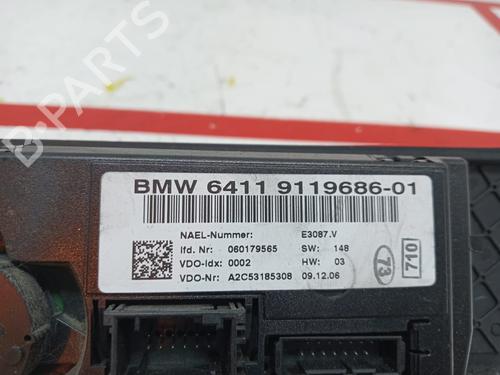 BMW 6411 9119686-01
NAEL-Nummer: E3087.V
lfd. Nr: 060179565 SW: 148
VDO-Idx: 0002 HW: 03
VDO-Nr: A2C53185308 09.12.06
73
710
B-PARTS